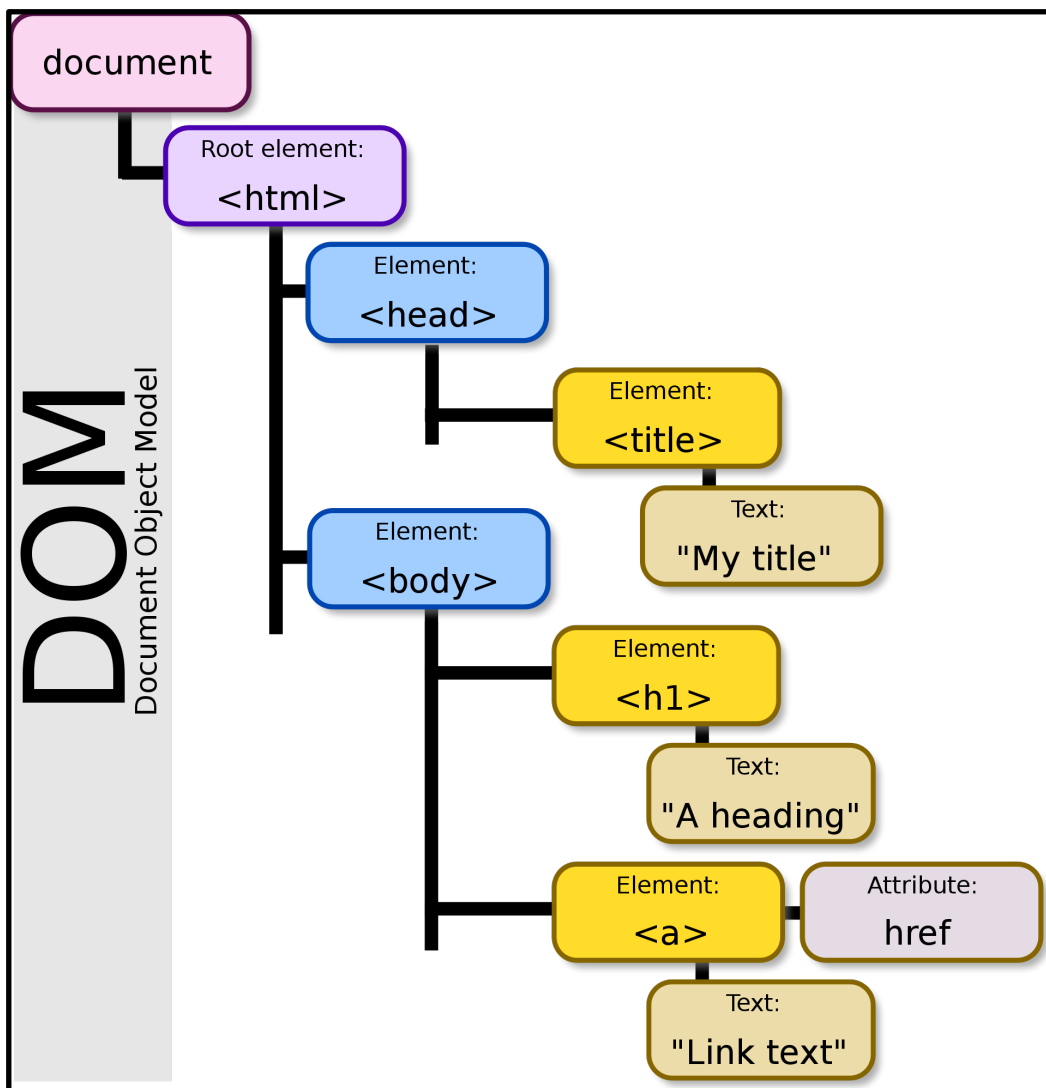 document
Root element:
<html>
Element:
<head>
Element:
<title>
Text:
"My title"
Element:
<body>
Element:
<h1>
Text:
"A heading"
Element:
<a>
Attribute:
href
Text:
"Link text"
DOM
Document Object Model